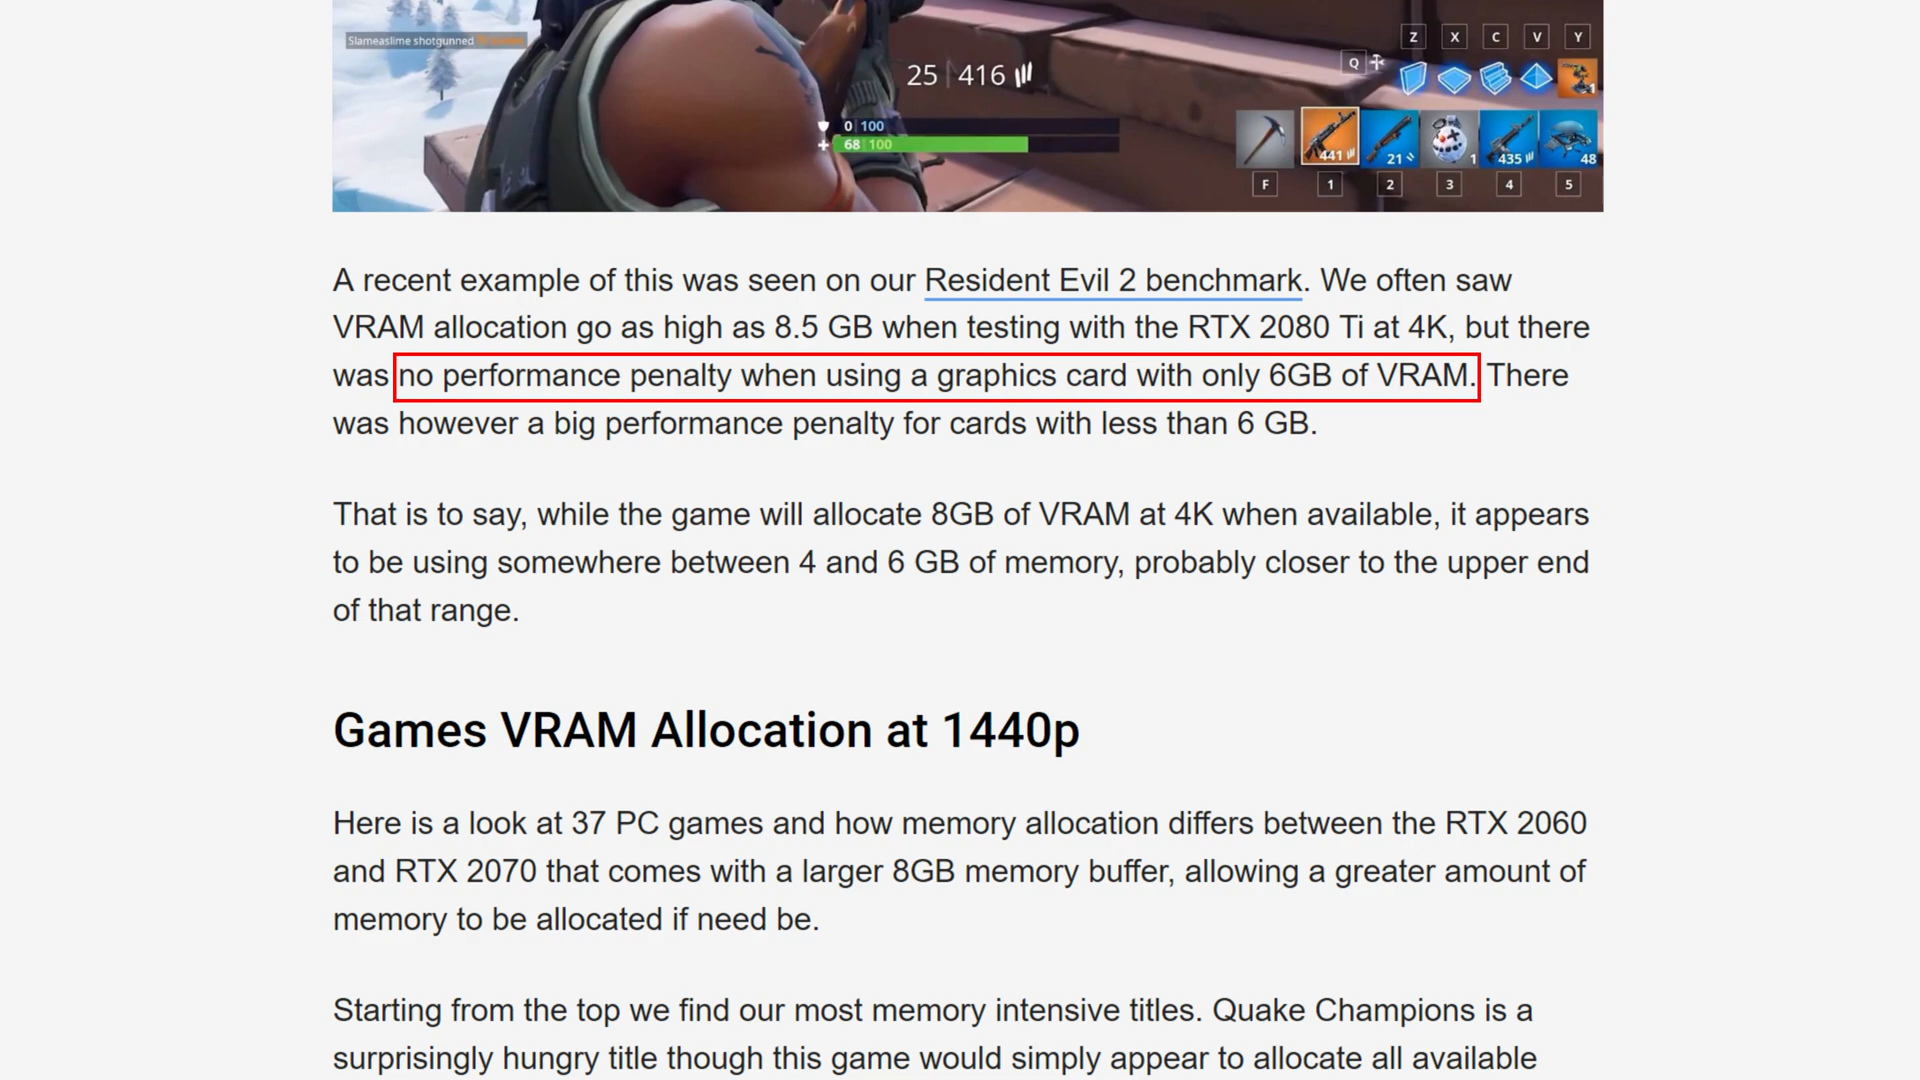 Slameaslime shotgunned
Z X C V Y
Q
25 | 416
1
0 | 100
68 | 100
441 21 1 435 48
F 1 2 3 4 5
A recent example of this was seen on our Resident Evil 2 benchmark. We often saw
VRAM allocation go as high as 8.5 GB when testing with the RTX 2080 Ti at 4K, but there
was no performance penalty when using a graphics card with only 6GB of VRAM. There
was however a big performance penalty for cards with less than 6 GB.
That is to say, while the game will allocate 8GB of VRAM at 4K when available, it appears
to be using somewhere between 4 and 6 GB of memory, probably closer to the upper end
of that range.
Games VRAM Allocation at 1440p
Here is a look at 37 PC games and how memory allocation differs between the RTX 2060
and RTX 2070 that comes with a larger 8GB memory buffer, allowing a greater amount of
memory to be allocated if need be.
Starting from the top we find our most memory intensive titles. Quake Champions is a
surprisingly hungry title though this game would simply appear to allocate all available